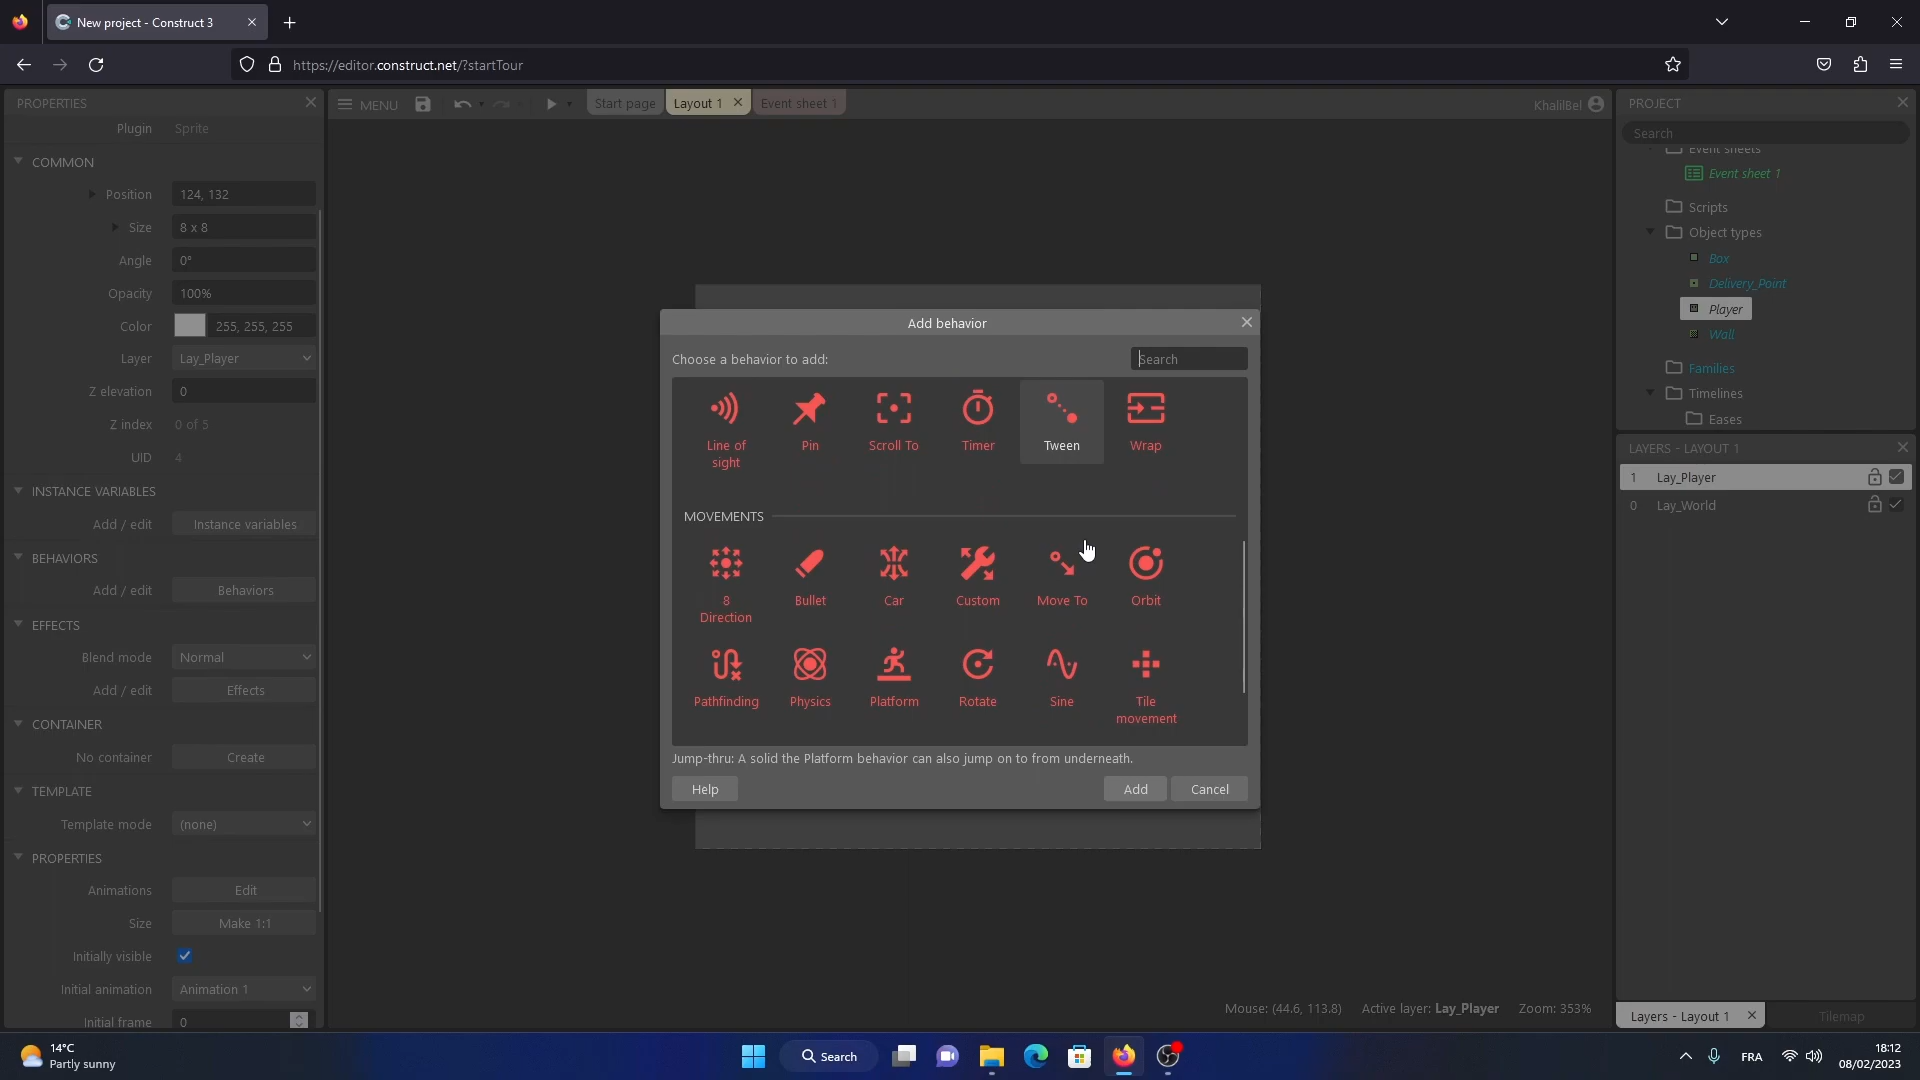 New project - Construct 3
https://editor.construct.net/?startTour
PROPERTIES
MENU
Start page
Layout 1
Event sheet 1
KhalilBel
PROJECT
Plugin
Sprite
COMMON
Position
124, 132
Size
8 x 8
Angle
0°
Opacity
100%
Color
255, 255, 255
Layer
Lay_Player
Z elevation
0
Z index
0 of 5
UID
4
INSTANCE VARIABLES
Add / edit
Instance variables
BEHAVIORS
Add / edit
Behaviors
EFFECTS
Blend mode
Normal
Add / edit
Effects
CONTAINER
No container
Create
TEMPLATE
Template mode
(none)
PROPERTIES
Animations
Edit
Size
Make 1:1
Initially visible
Initial animation
Animation 1
Initial frame
0
Add behavior
Choose a behavior to add:
Search
Line of sight
Pin
Scroll To
Timer
Tween
Wrap
MOVEMENTS
8 Direction
Bullet
Car
Custom
Move To
Orbit
Pathfinding
Physics
Platform
Rotate
Sine
Tile movement
Jump-thru: A solid the Platform behavior can also jump on to from underneath.
Help
Add
Cancel
Mouse: (44.6, 113.8)
Active layer: Lay_Player
Zoom: 353%
Search
Event sheets
Event sheet 1
Scripts
Object types
Box
Delivery_Point
Player
Wall
Families
Timelines
Eases
LAYERS - LAYOUT 1
1 Lay_Player
0 Lay_World
Layers - Layout 1
Tilemap
14°C
Partly sunny
Search
FRA
18:12
08/02/2023